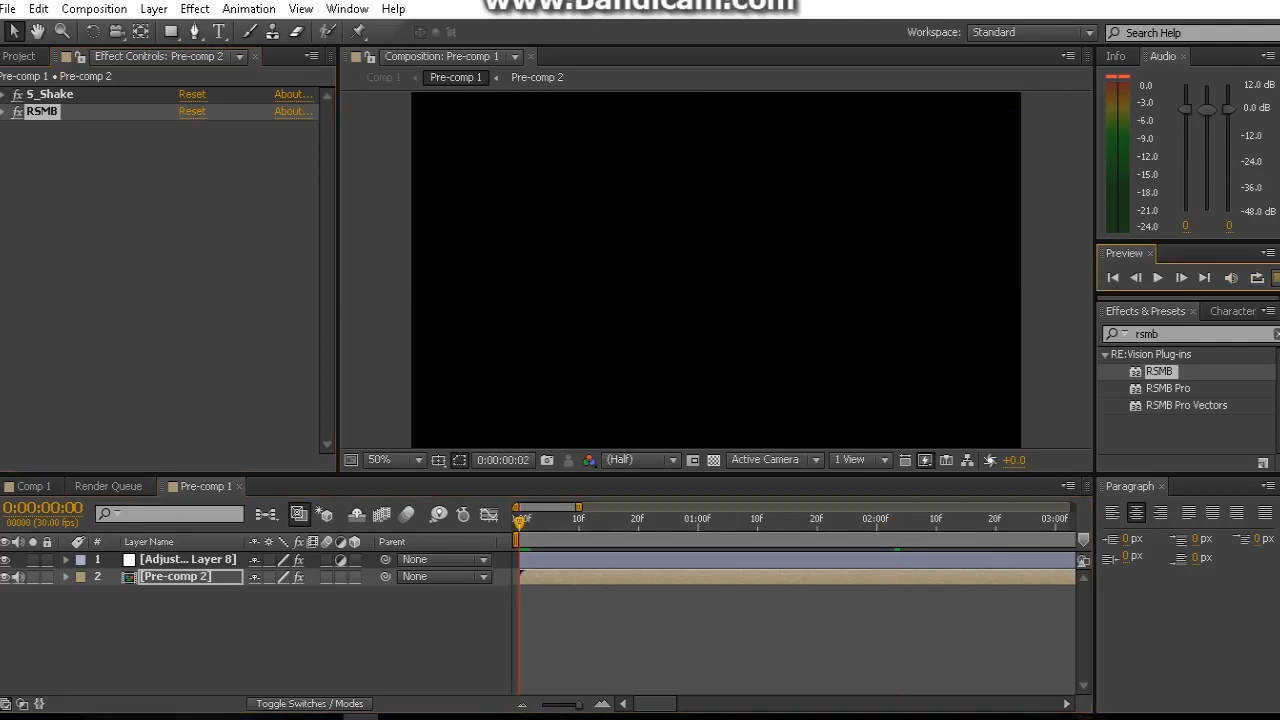 www.Bandicam.com
File Edit Composition Layer Effect Animation View Window Help
Workspace: Standard Search Help
Project Effect Controls: Pre-comp 2 Composition: Pre-comp 1 Info Audio
Pre-comp 1 • Pre-comp 2
Comp 1 Pre-comp 1 Pre-comp 2
S_Shake Reset About...
RSMB Reset About...
0.0 12.0 dB
-3.0 0.0 dB
-6.0
-9.0 -12.0
-12.0
-15.0 -24.0
-18.0 -36.0
-21.0 -48.0 dB
-24.0 0 0
Preview
Effects & Presets Character
rsmb
RE:Vision Plug-ins
RSMB
RSMB Pro
RSMB Pro Vectors
50% 0:00:00:02 (Half) Active Camera 1 View +0.0
Comp 1 Render Queue Pre-comp 1 Paragraph
0:00:00:00
00000 (30.00 fps)
10F 20F 01:00F 10F 20F 02:00F 10F 20F 03:00F
# Layer Name Parent
1 [Adjust... Layer 8] None
2 [Pre-comp 2] None
0 px 0 px 0 px
0 px 0 px
Toggle Switches / Modes